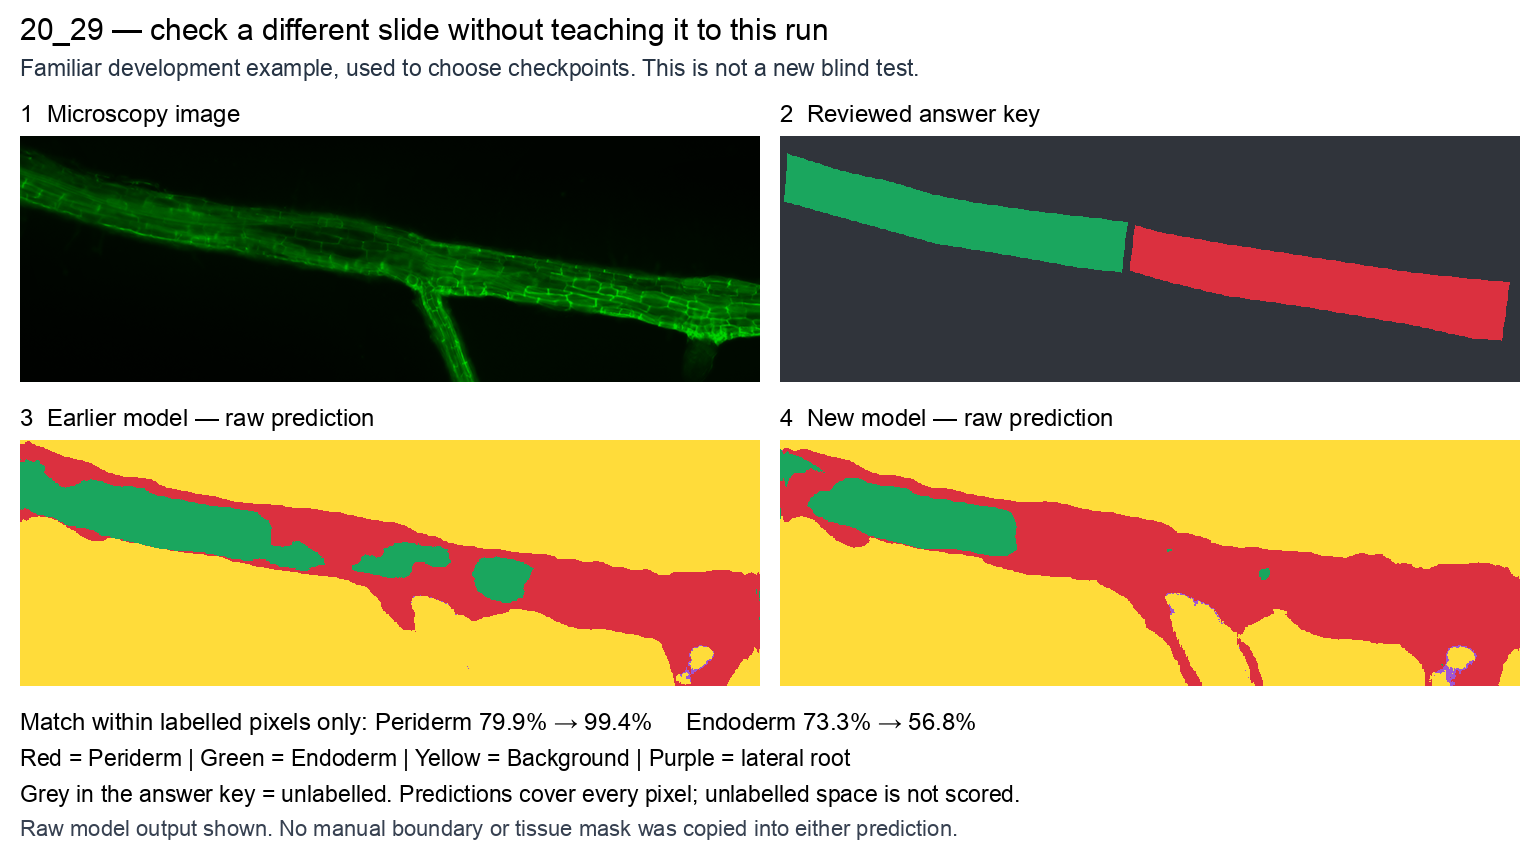 20_29 — check a different slide without teaching it to this run
Familiar development example, used to choose checkpoints. This is not a new blind test.
1 Microscopy image
2 Reviewed answer key
3 Earlier model — raw prediction
4 New model — raw prediction
Match within labelled pixels only: Periderm 79.9% → 99.4% Endoderm 73.3% → 56.8%
Red = Periderm | Green = Endoderm | Yellow = Background | Purple = lateral root
Grey in the answer key = unlabelled. Predictions cover every pixel; unlabelled space is not scored.
Raw model output shown. No manual boundary or tissue mask was copied into either prediction.